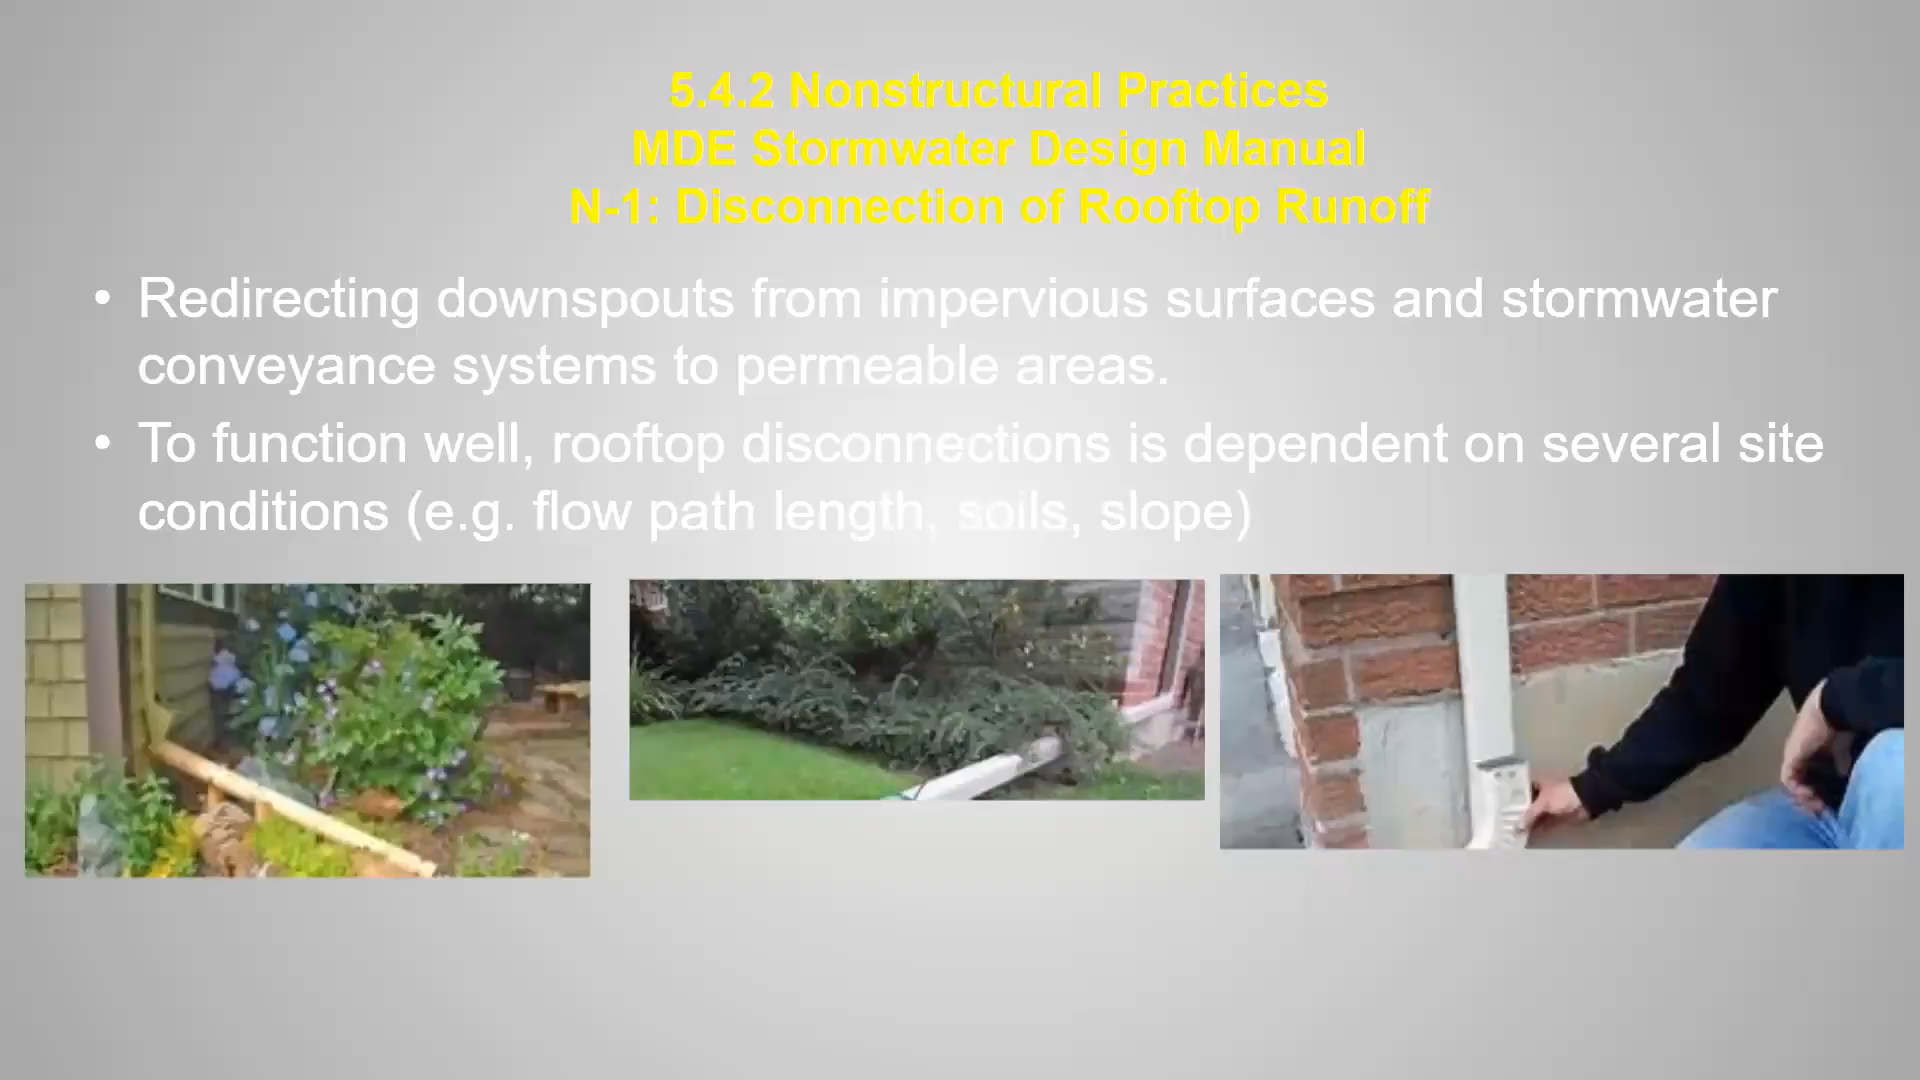 5.4.2 Nonstructural Practices
MDE Stormwater Design Manual
N-1: Disconnection of Rooftop Runoff
• Redirecting downspouts from impervious surfaces and stormwater
conveyance systems to permeable areas.
• To function well, rooftop disconnections is dependent on several site
conditions (e.g. flow path length, soils, slope)